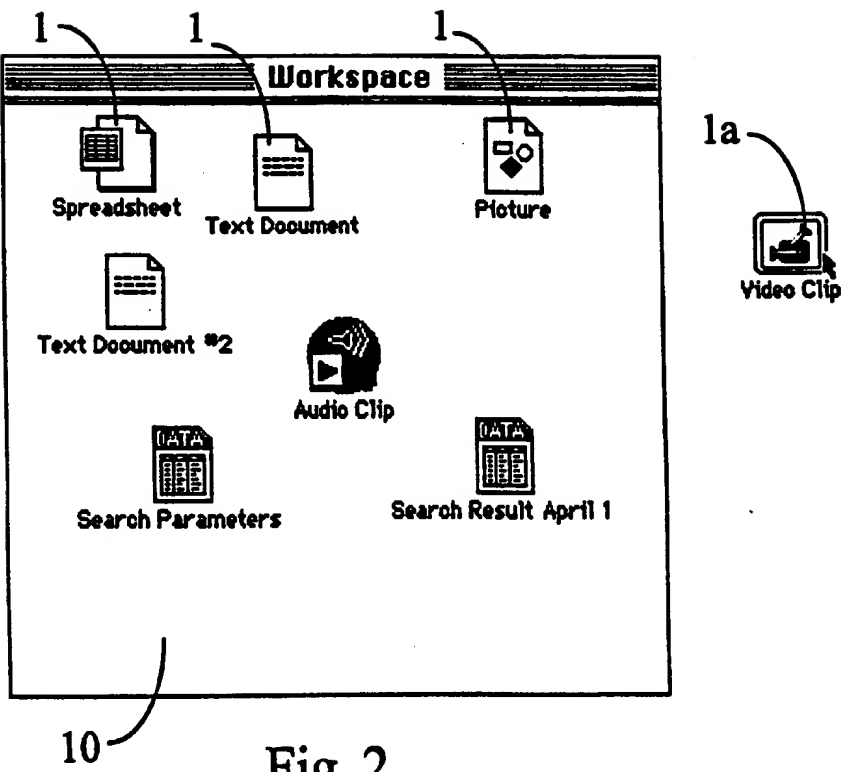 1 1 1
Workspace
1a
Spreadsheet
Text Document
Picture
Video Clip
Text Document #2
Audio Clip
DATA DATA
Search Parameters
Search Result April 1
10
Fig. 2